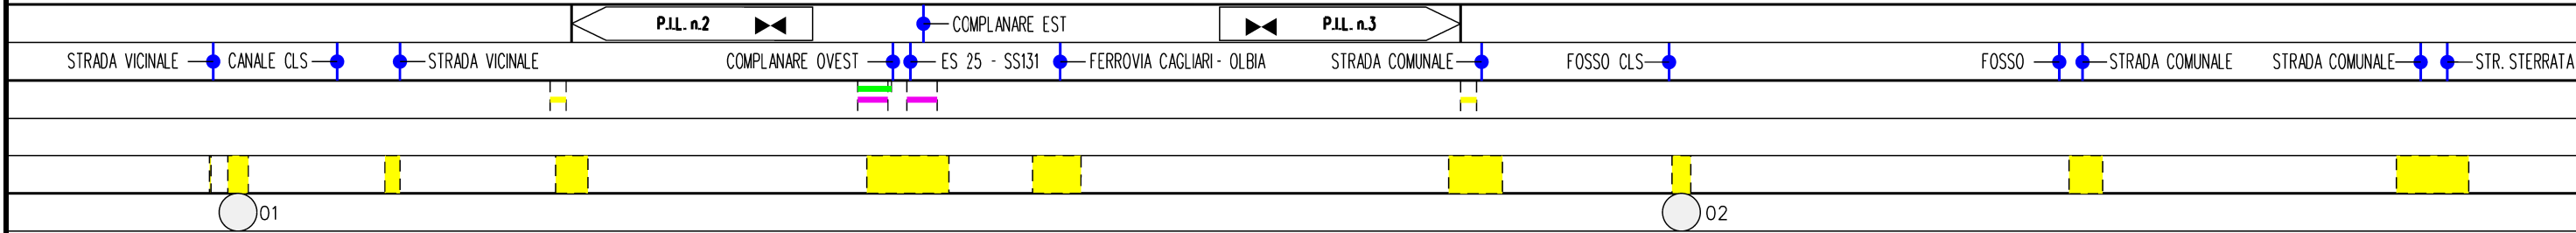 P.I.L. n.2 COMPLANARE EST P.I.L. n.3
STRADA VICINALE CANALE CLS STRADA VICINALE COMPLANARE OVEST ES 25 - SS131 FERROVIA CAGLIARI - OLBIA STRADA COMUNALE FOSSO CLS FOSSO STRADA COMUNALE STRADA COMUNALE STR. STERRATA
01 02